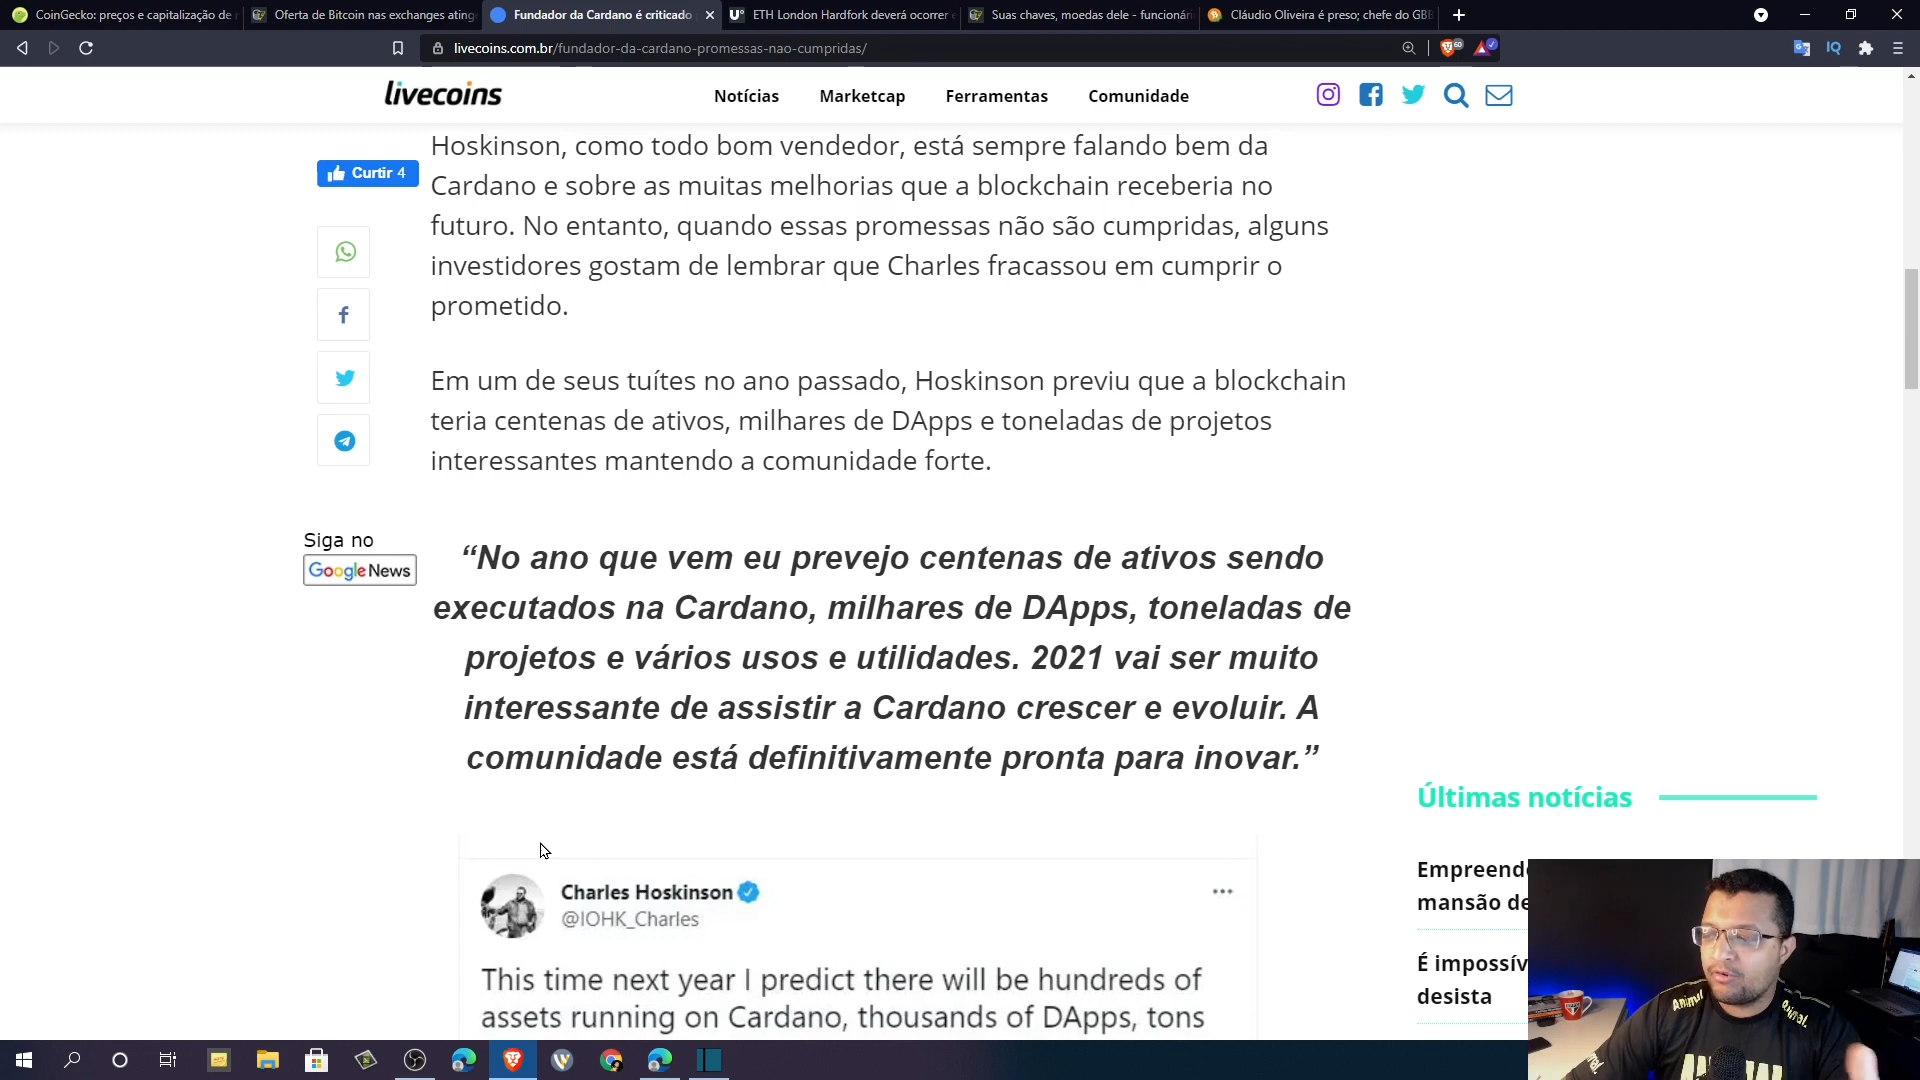 CoinGecko: preços e capitalização de
Oferta de Bitcoin nas exchanges ating
Fundador da Cardano é criticado
ETH London Hardfork deverá ocorrer
Suas chaves, moedas dele - funcionári
Cláudio Oliveira é preso; chefe do GBB
livecoins.com.br/fundador-da-cardano-promessas-nao-cumpridas/
livecoins
Notícias
Marketcap
Ferramentas
Comunidade
Curtir 4
Hoskinson, como todo bom vendedor, está sempre falando bem da
Cardano e sobre as muitas melhorias que a blockchain receberia no
futuro. No entanto, quando essas promessas não são cumpridas, alguns
investidores gostam de lembrar que Charles fracassou em cumprir o
prometido.
Em um de seus tuítes no ano passado, Hoskinson previu que a blockchain
teria centenas de ativos, milhares de DApps e toneladas de projetos
interessantes mantendo a comunidade forte.
Siga no
Google News
“No ano que vem eu prevejo centenas de ativos sendo
executados na Cardano, milhares de DApps, toneladas de
projetos e vários usos e utilidades. 2021 vai ser muito
interessante de assistir a Cardano crescer e evoluir. A
comunidade está definitivamente pronta para inovar.”
Charles Hoskinson
@IOHK_Charles
This time next year I predict there will be hundreds of
assets running on Cardano, thousands of DApps, tons
Últimas notícias
Empreend
mansão de
É impossív
desista
Animal
Animal
ANIMAL